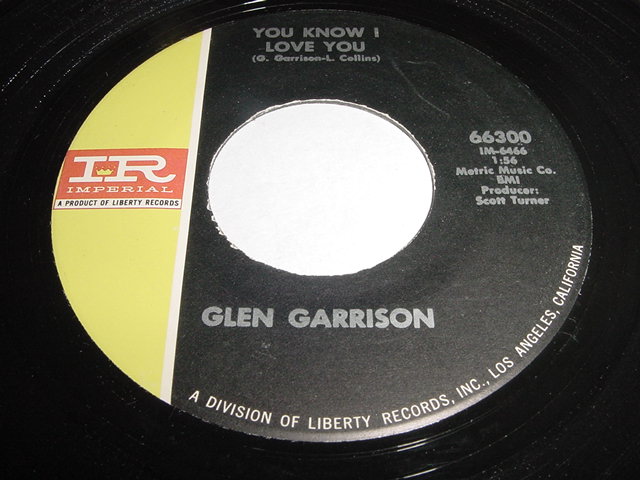 YOU KNOW I
LOVE YOU
(G. Garrison-L. Collins)
66300
IM-6466
1:56
Metric Music Co.
BMI
Producer:
Scott Turner
IR
IMPERIAL
A PRODUCT OF LIBERTY RECORDS
GLEN GARRISON
A DIVISION OF LIBERTY RECORDS, INC., LOS ANGELES, CALIFORNIA